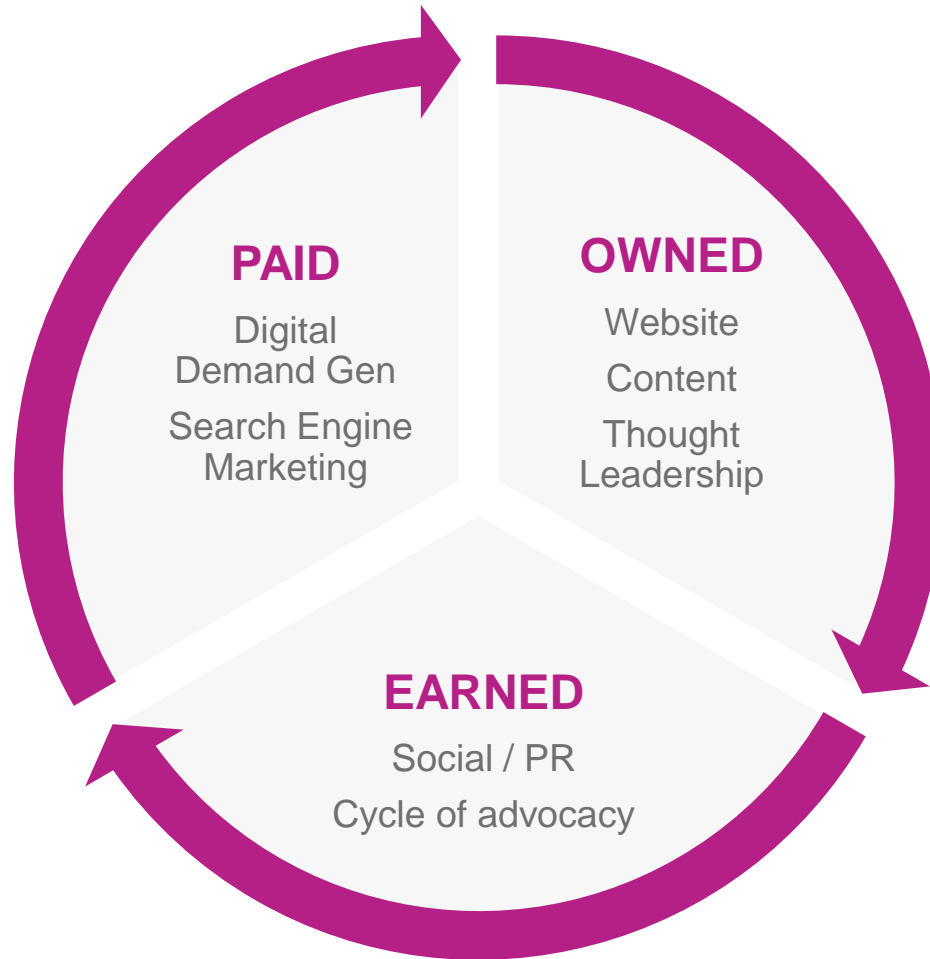 PAID
Digital
Demand Gen
Search Engine
Marketing
OWNED
Website
Content
Thought
Leadership
EARNED
Social / PR
Cycle of advocacy